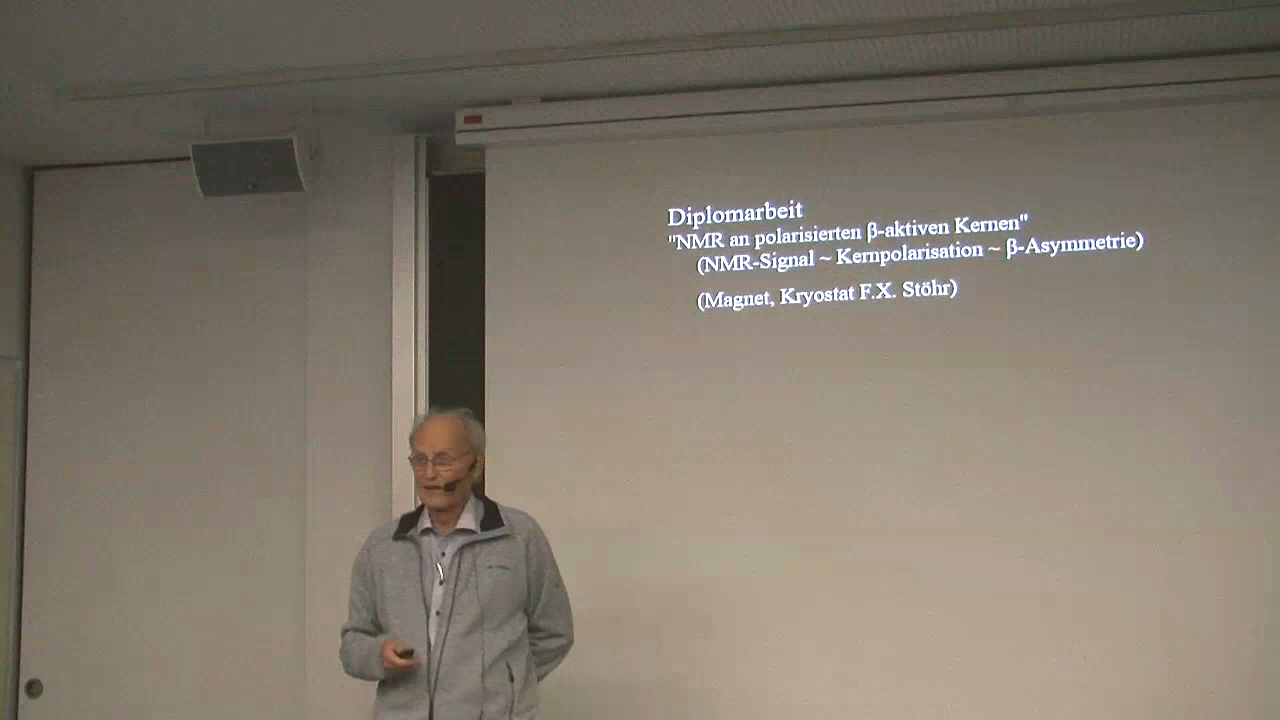 Diplomarbeit
"NMR an polarisierten β-aktiven Kernen"
(NMR-Signal ~ Kernpolarisation ~ β-Asymmetrie)
(Magnet, Kryostat F.X. Stöhr)